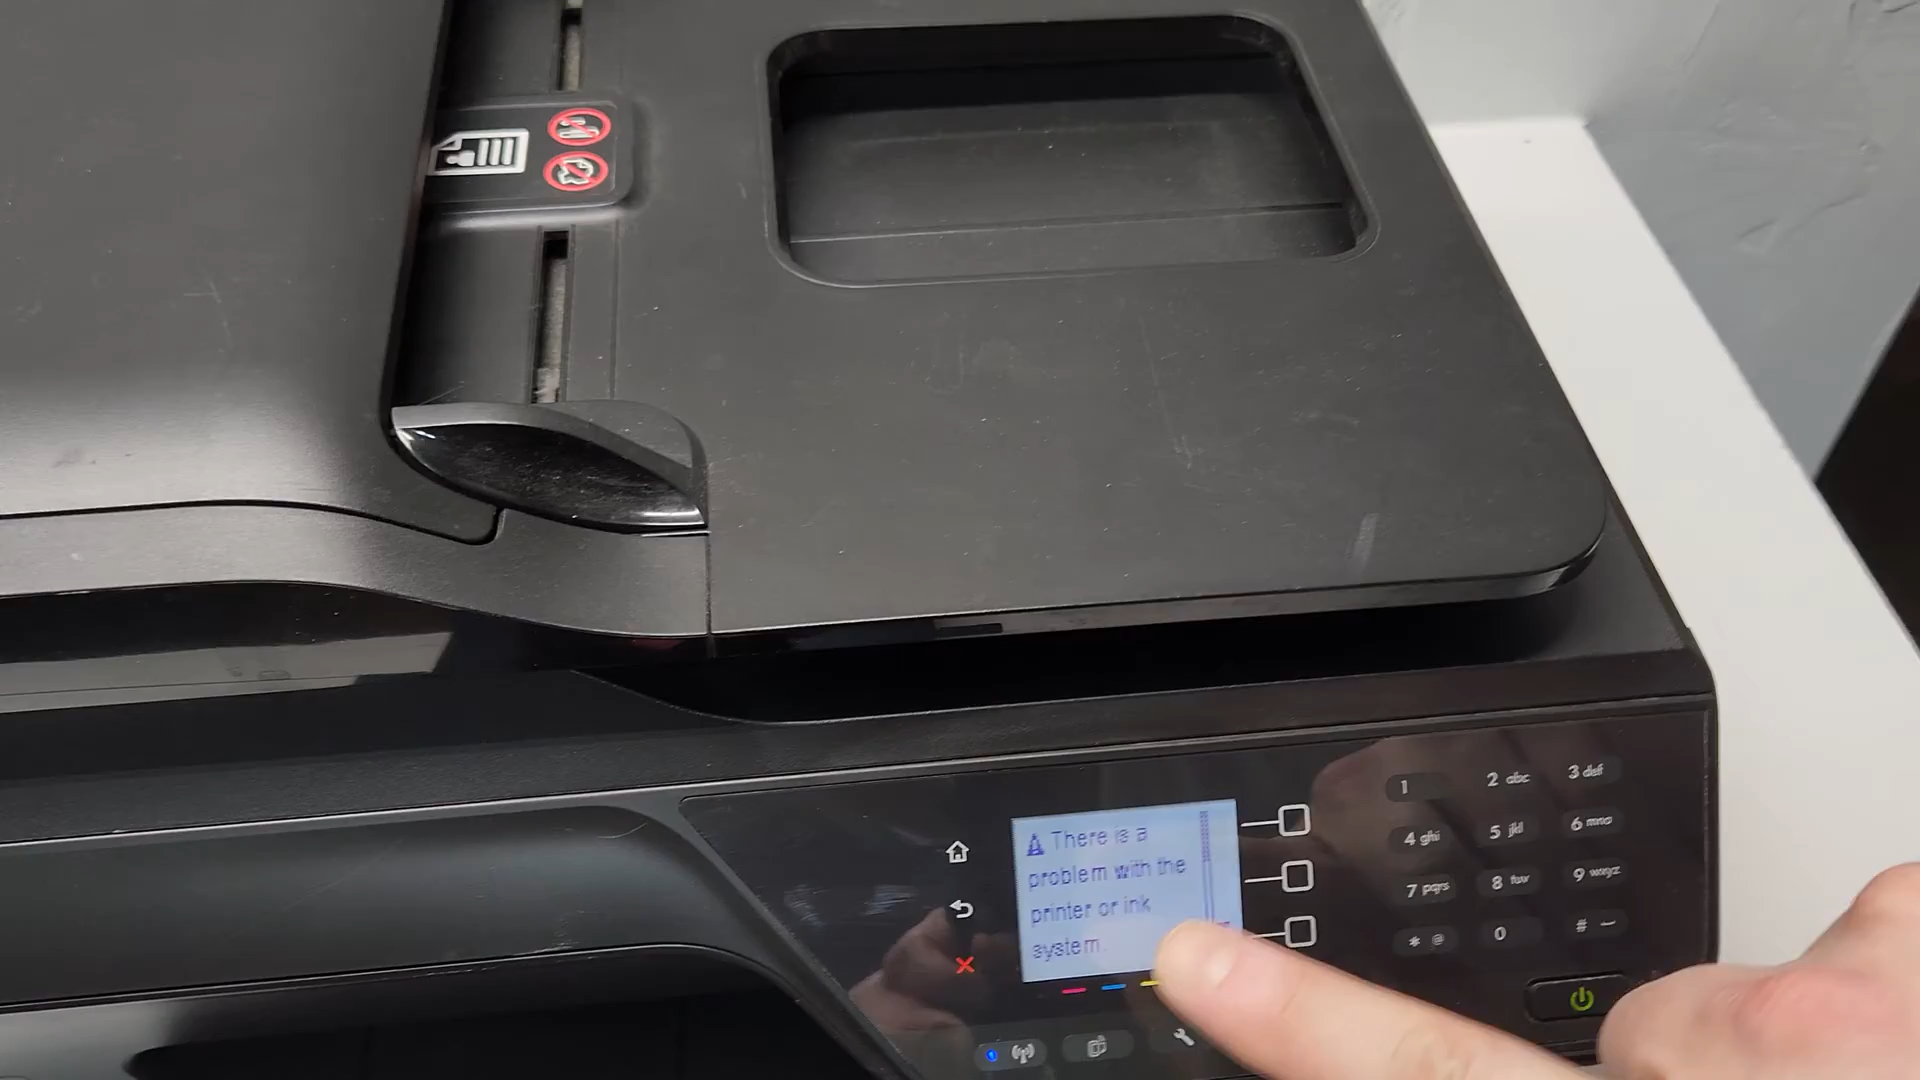 There is a
problem with the
printer or ink
system.
1
2 abc
3 def
4 ghi
5 jkl
6 mno
7 pqrs
8 tuv
9 wxyz
* @
0
#